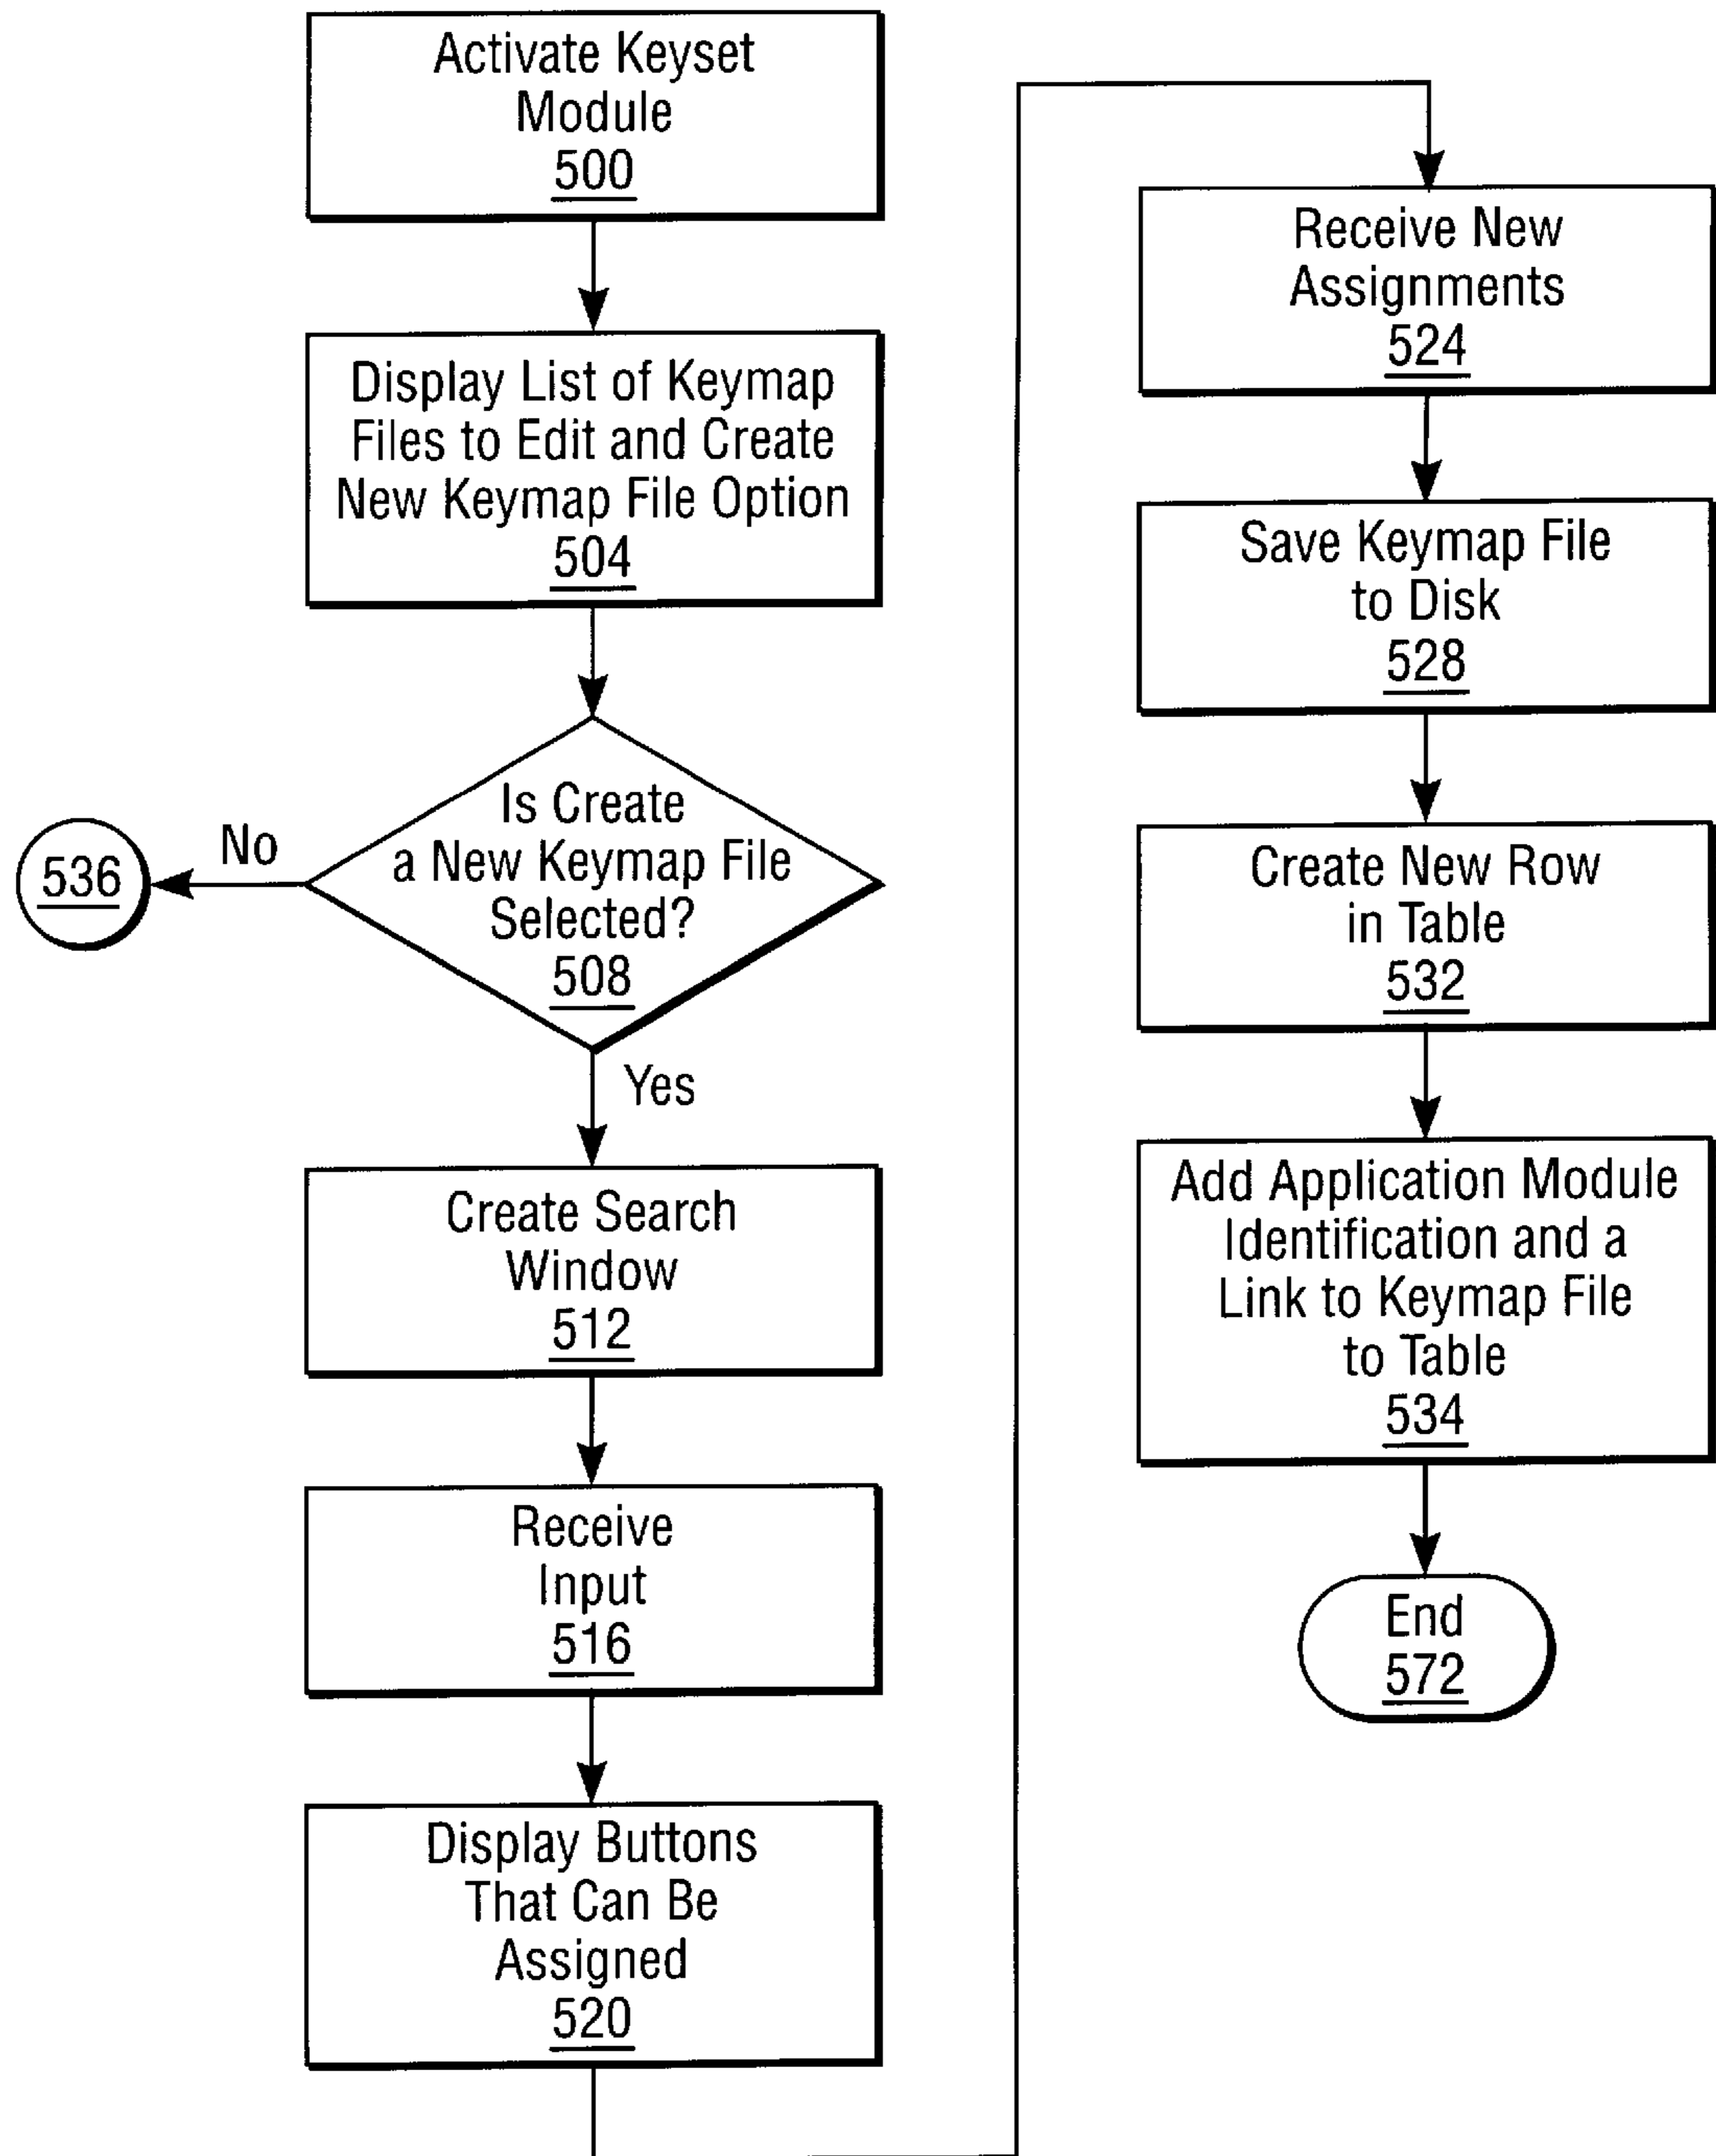 Activate Keyset
Module
500
Display List of Keymap
Files to Edit and Create
New Keymap File Option
504
Is Create
a New Keymap File
Selected?
508
No
536
Yes
Create Search
Window
512
Receive
Input
516
Display Buttons
That Can Be
Assigned
520
Receive New
Assignments
524
Save Keymap File
to Disk
528
Create New Row
in Table
532
Add Application Module
Identification and a
Link to Keymap File
to Table
534
End
572